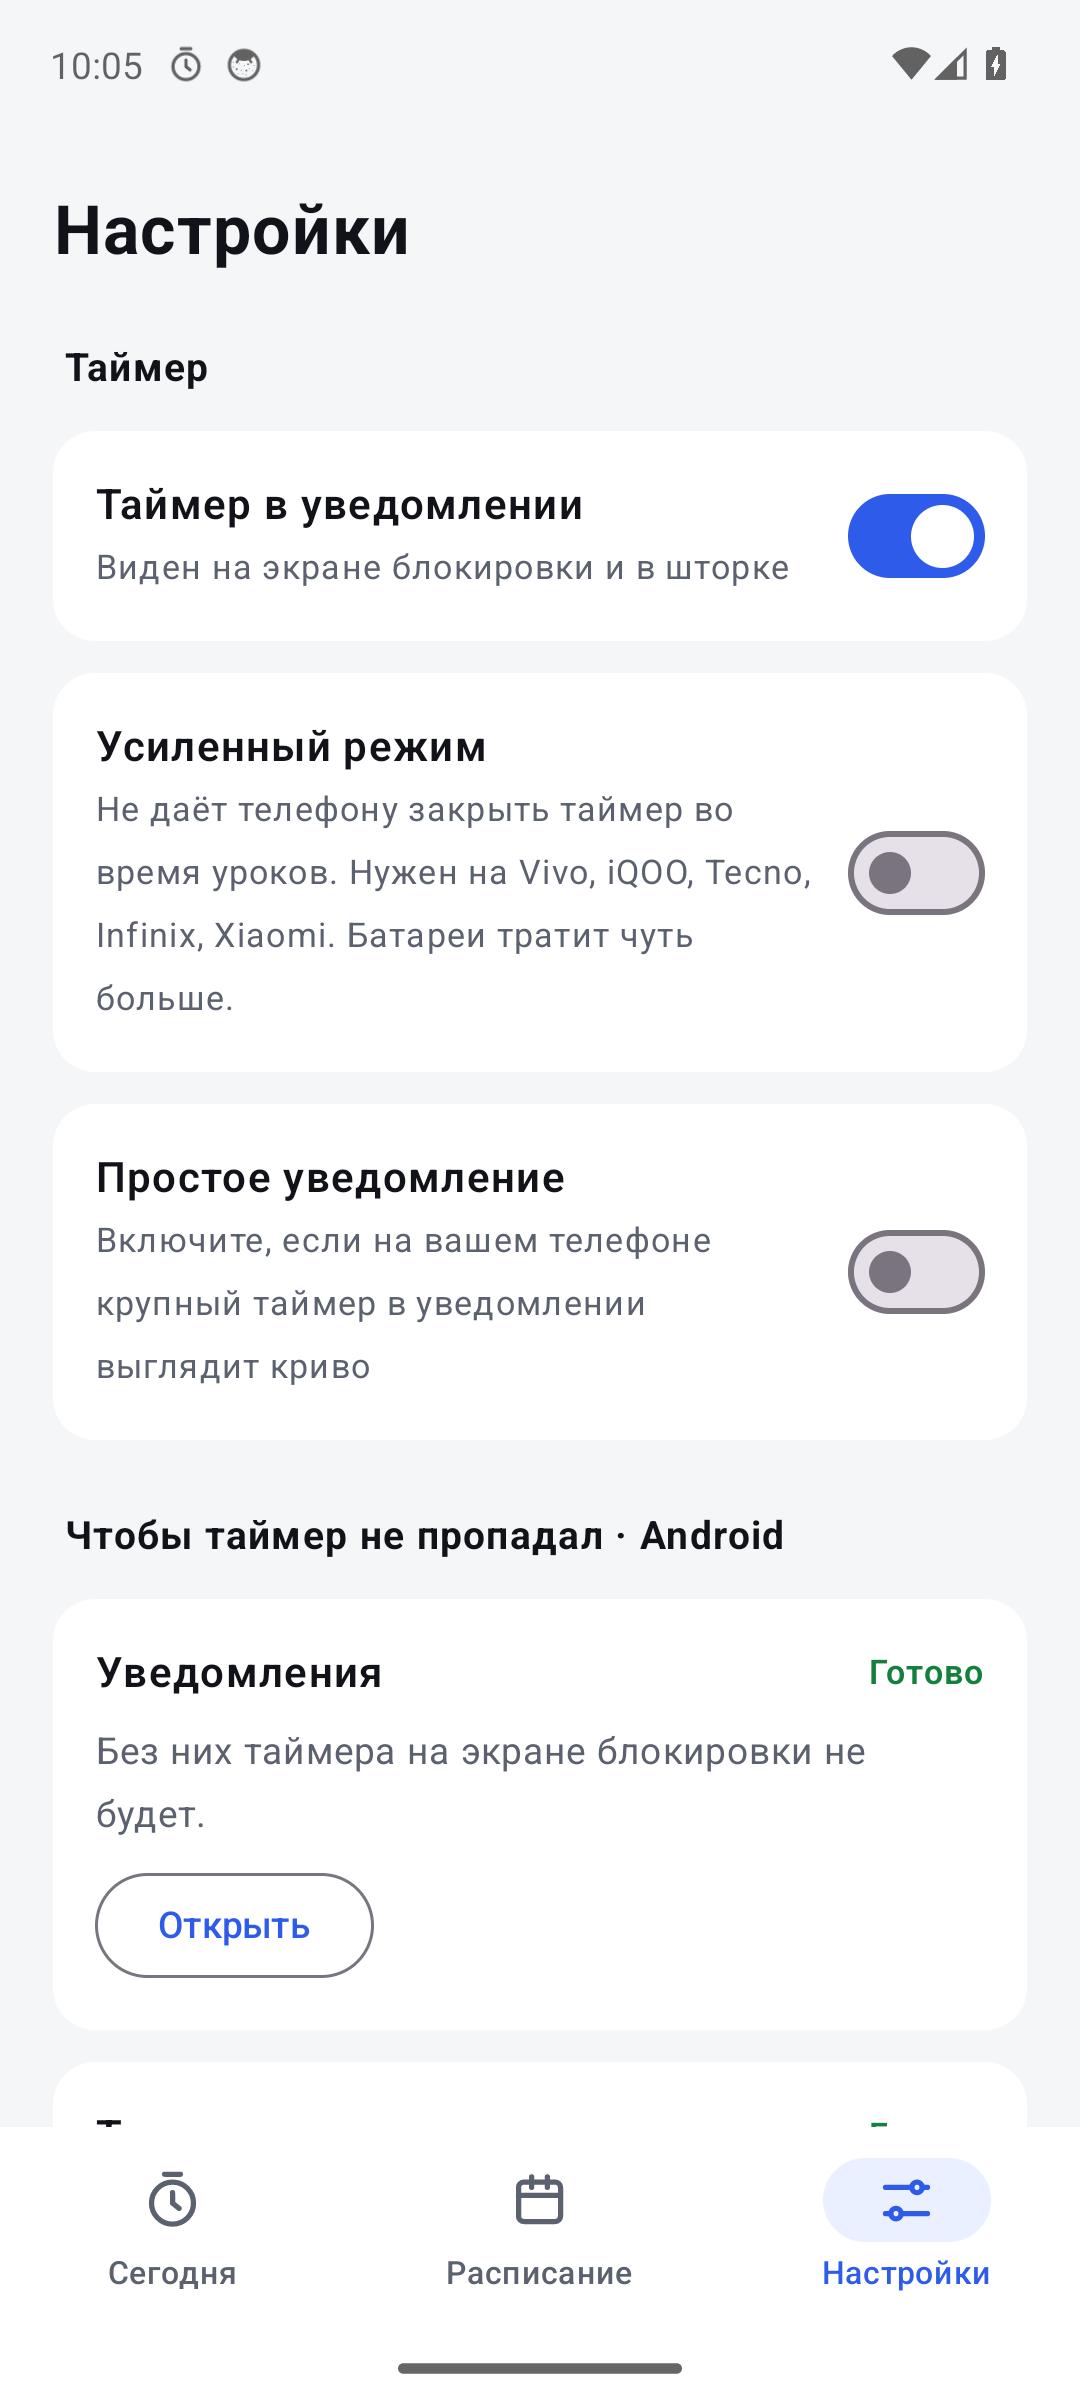 10:05
Настройки
Таймер
Таймер в уведомлении
Виден на экране блокировки и в шторке
Усиленный режим
Не даёт телефону закрыть таймер во
время уроков. Нужен на Vivo, iQOO, Tecno,
Infinix, Xiaomi. Батареи тратит чуть
больше.
Простое уведомление
Включите, если на вашем телефоне
крупный таймер в уведомлении
выглядит криво
Чтобы таймер не пропадал · Android
Уведомления
Готово
Без них таймера на экране блокировки не
будет.
Открыть
Сегодня
Расписание
Настройки